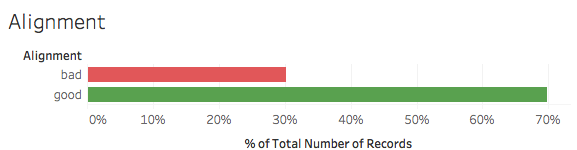 Alignment
Alignment
bad
good
0% 10% 20% 30% 40% 50% 60% 70%
% of Total Number of Records